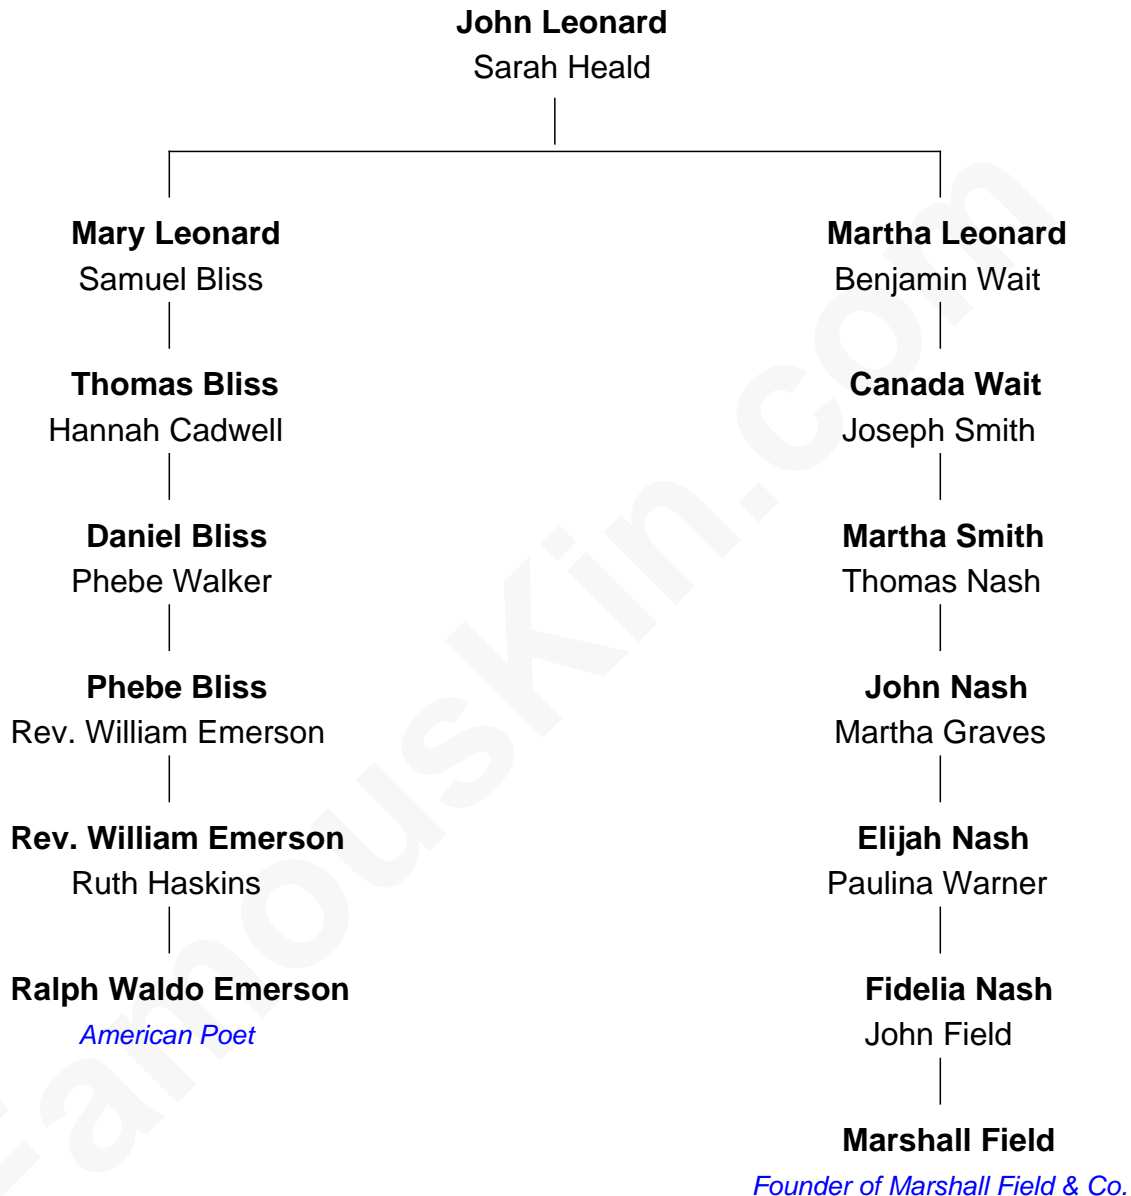 John Leonard
Sarah Heald
Mary Leonard
Samuel Bliss
Martha Leonard
Benjamin Wait
Thomas Bliss
Hannah Cadwell
Canada Wait
Joseph Smith
Daniel Bliss
Phebe Walker
Martha Smith
Thomas Nash
Phebe Bliss
Rev. William Emerson
John Nash
Martha Graves
Rev. William Emerson
Ruth Haskins
Elijah Nash
Paulina Warner
Ralph Waldo Emerson
American Poet
Fidelia Nash
John Field
Marshall Field
Founder of Marshall Field & Co.
FamousKin.com